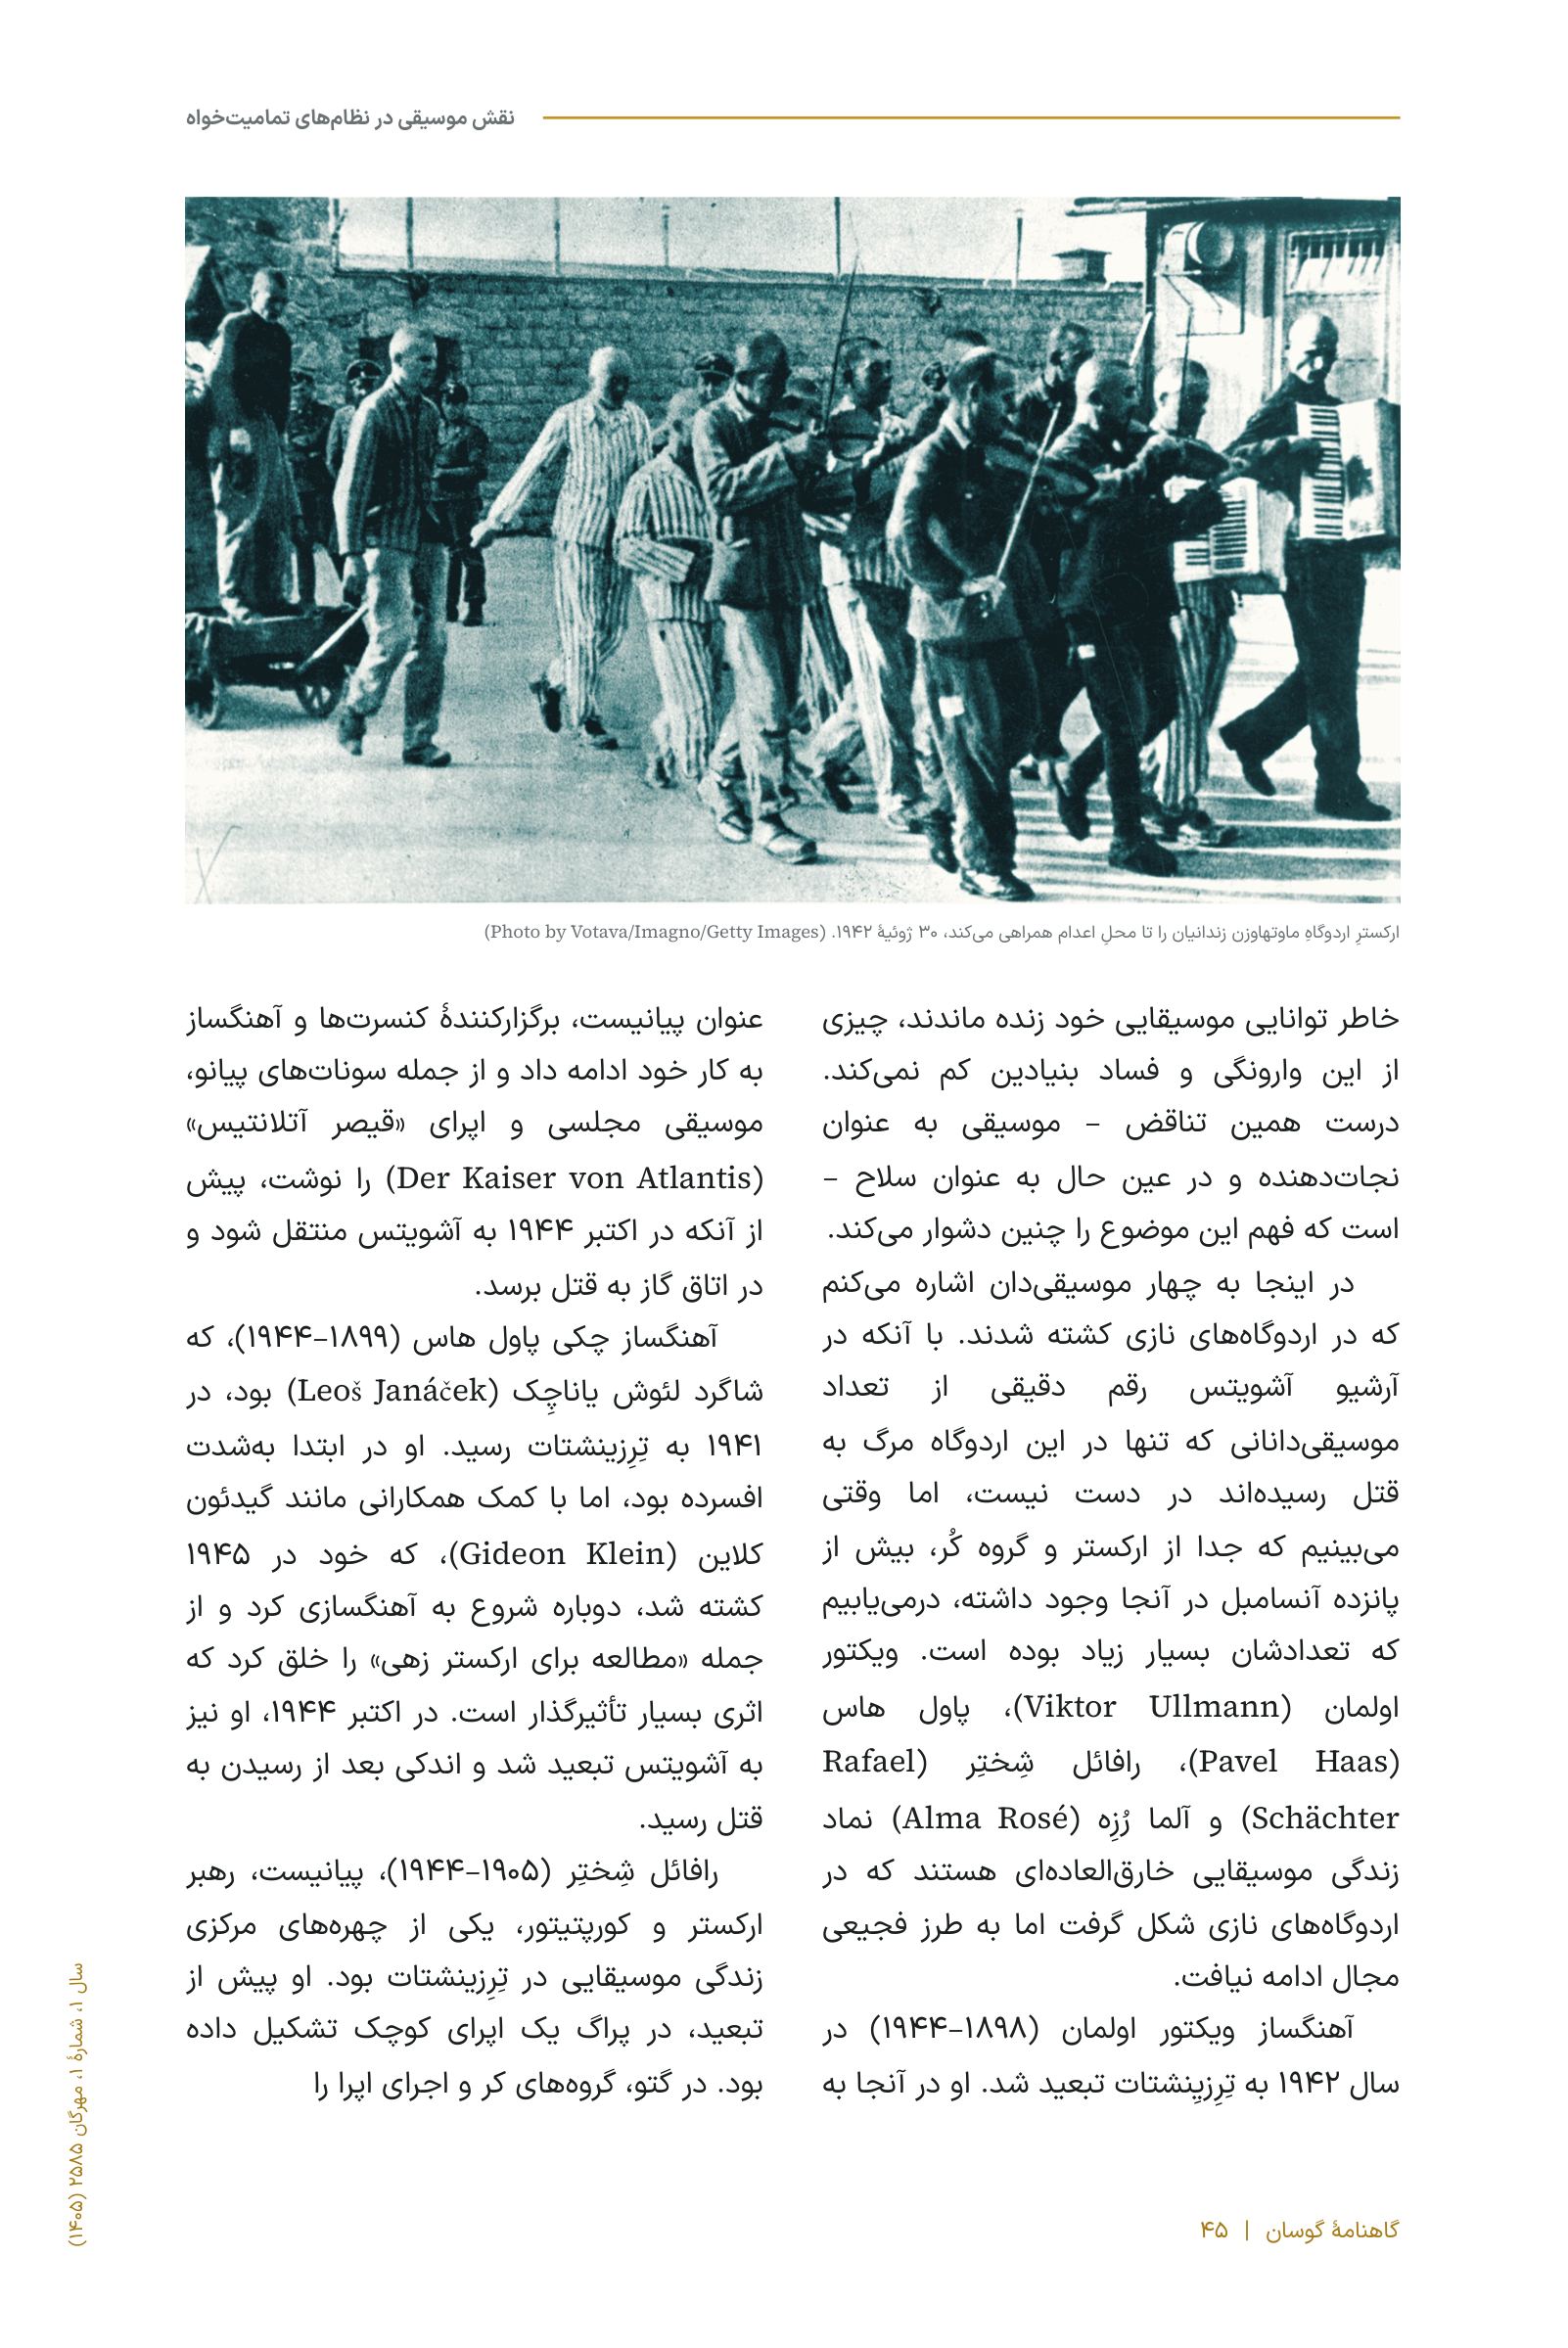 نقش موسیقی در نظام‌های تمامیت‌خواه
ارکسترِ اردوگاهِ ماوتهاوزن زندانیان را تا محلِ اعدام همراهی می‌کند، ۳۰ ژوئیهٔ ۱۹۴۲. (Photo by Votava/Imagno/Getty Images)
خاطر توانایی موسیقایی خود زنده ماندند، چیزی
از این وارونگی و فساد بنیادین کم نمی‌کند.
درست همین تناقض – موسیقی به عنوان
نجات‌دهنده و در عین حال به عنوان سلاح –
است که فهم این موضوع را چنین دشوار می‌کند.
در اینجا به چهار موسیقی‌دان اشاره می‌کنم
که در اردوگاه‌های نازی کشته شدند. با آنکه در
آرشیو آشویتس رقم دقیقی از تعداد
موسیقی‌دانانی که تنها در این اردوگاه مرگ به
قتل رسیده‌اند در دست نیست، اما وقتی
می‌بینیم که جدا از ارکستر و گروه کُر، بیش از
پانزده آنسامبل در آنجا وجود داشته، درمی‌یابیم
که تعدادشان بسیار زیاد بوده است. ویکتور
اولمان (Viktor Ullmann)، پاول هاس
(Pavel Haas)، رافائل شِختِر (Rafael
Schächter) و آلما رُزِه (Alma Rosé) نماد
زندگی موسیقایی خارق‌العاده‌ای هستند که در
اردوگاه‌های نازی شکل گرفت اما به طرز فجیعی
مجال ادامه نیافت.
آهنگساز ویکتور اولمان (۱۸۹۸–۱۹۴۴) در
سال ۱۹۴۲ به تِرِزیِنشتات تبعید شد. او در آنجا به
عنوان پیانیست، برگزارکنندهٔ کنسرت‌ها و آهنگساز
به کار خود ادامه داد و از جمله سونات‌های پیانو،
موسیقی مجلسی و اپرای «قیصر آتلانتیس»
(Der Kaiser von Atlantis) را نوشت، پیش
از آنکه در اکتبر ۱۹۴۴ به آشویتس منتقل شود و
در اتاق گاز به قتل برسد.
آهنگساز چکی پاول هاس (۱۸۹۹–۱۹۴۴)، که
شاگرد لئوش یاناچِک (Leoš Janáček) بود، در
۱۹۴۱ به تِرِزینشتات رسید. او در ابتدا به‌شدت
افسرده بود، اما با کمک همکارانی مانند گیدئون
کلاین (Gideon Klein)، که خود در ۱۹۴۵
کشته شد، دوباره شروع به آهنگسازی کرد و از
جمله «مطالعه برای ارکستر زهی» را خلق کرد که
اثری بسیار تأثیرگذار است. در اکتبر ۱۹۴۴، او نیز
به آشویتس تبعید شد و اندکی بعد از رسیدن به
قتل رسید.
رافائل شِختِر (۱۹۰۵–۱۹۴۴)، پیانیست، رهبر
ارکستر و کورپتیتور، یکی از چهره‌های مرکزی
زندگی موسیقایی در تِرِزینشتات بود. او پیش از
تبعید، در پراگ یک اپرای کوچک تشکیل داده
بود. در گتو، گروه‌های کر و اجرای اپرا را
سال ۱، شمارهٔ ۱، مهرگان ۲۵۸۵ (۱۴۰۵)
گاهنامهٔ گوسان | ۴۵